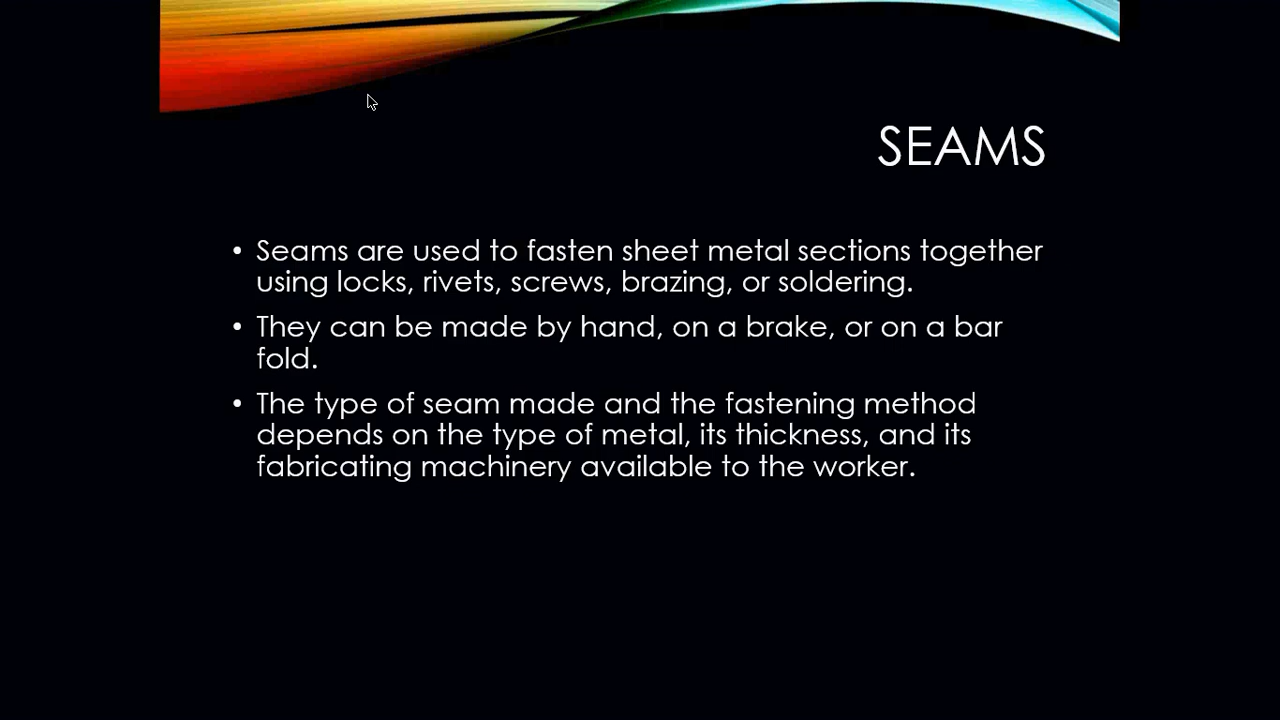 SEAMS
• Seams are used to fasten sheet metal sections together
using locks, rivets, screws, brazing, or soldering.
• They can be made by hand, on a brake, or on a bar
fold.
• The type of seam made and the fastening method
depends on the type of metal, its thickness, and its
fabricating machinery available to the worker.